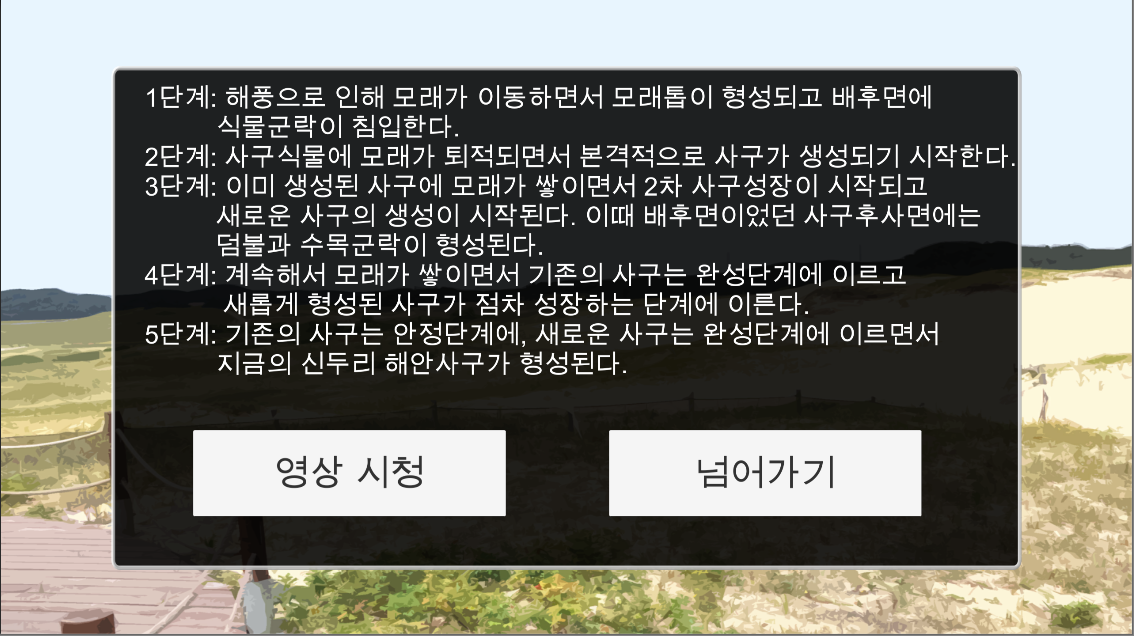 1단계: 해풍으로 인해 모래가 이동하면서 모래톱이 형성되고 배후면에
식물군락이 침입한다.
2단계: 사구식물에 모래가 퇴적되면서 본격적으로 사구가 생성되기 시작한다.
3단계: 이미 생성된 사구에 모래가 쌓이면서 2차 사구성장이 시작되고
새로운 사구의 생성이 시작된다. 이때 배후면이었던 사구후사면에는
덤불과 수목군락이 형성된다.
4단계: 계속해서 모래가 쌓이면서 기존의 사구는 완성단계에 이르고
새롭게 형성된 사구가 점차 성장하는 단계에 이른다.
5단계: 기존의 사구는 안정단계에, 새로운 사구는 완성단계에 이르면서
지금의 신두리 해안사구가 형성된다.
영상 시청
넘어가기